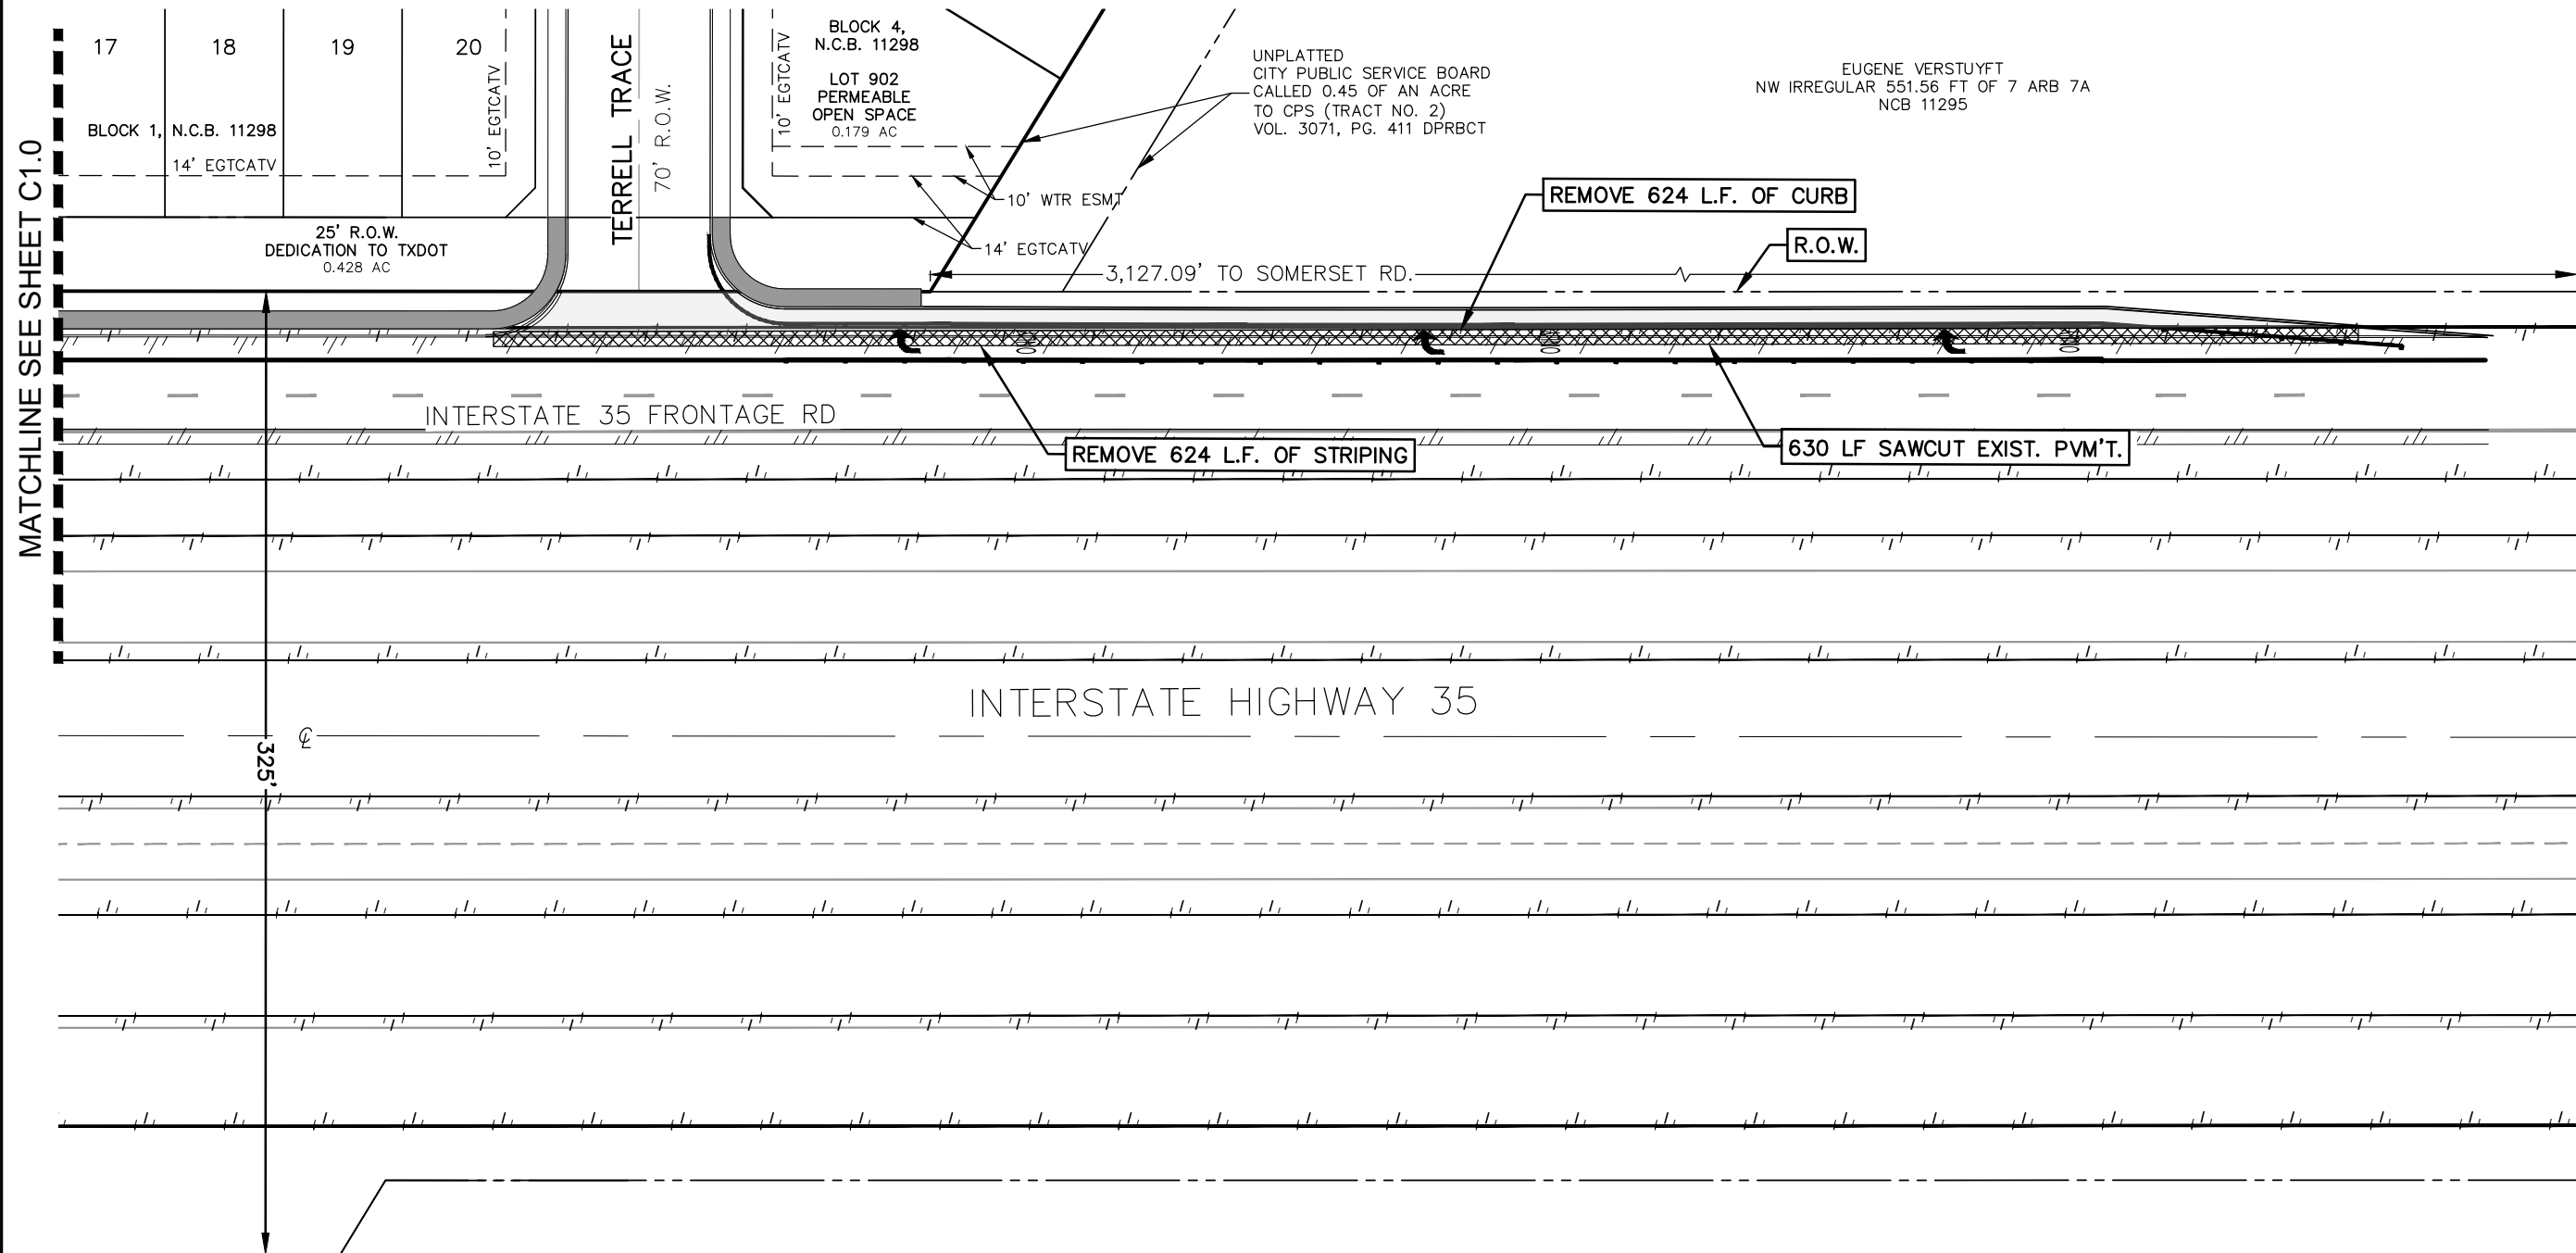 MATCHLINE SEE SHEET C1.0
17
18
19
20
BLOCK 1, N.C.B. 11298
14' EGTCATV
10' EGTCATV
25' R.O.W.
DEDICATION TO TXDOT
0.428 AC
TERRELL TRACE
70' R.O.W.
10' EGTCATV
BLOCK 4,
N.C.B. 11298
LOT 902
PERMEABLE
OPEN SPACE
0.179 AC
10' WTR ESMT
14' EGTCATV
UNPLATTED
CITY PUBLIC SERVICE BOARD
CALLED 0.45 OF AN ACRE
TO CPS (TRACT NO. 2)
VOL. 3071, PG. 411 DPRBCT
EUGENE VERSTUYFT
NW IRREGULAR 551.56 FT OF 7 ARB 7A
NCB 11295
REMOVE 624 L.F. OF CURB
R.O.W.
3,127.09' TO SOMERSET RD.
INTERSTATE 35 FRONTAGE RD
REMOVE 624 L.F. OF STRIPING
630 LF SAWCUT EXIST. PVM'T.
INTERSTATE HIGHWAY 35
325'